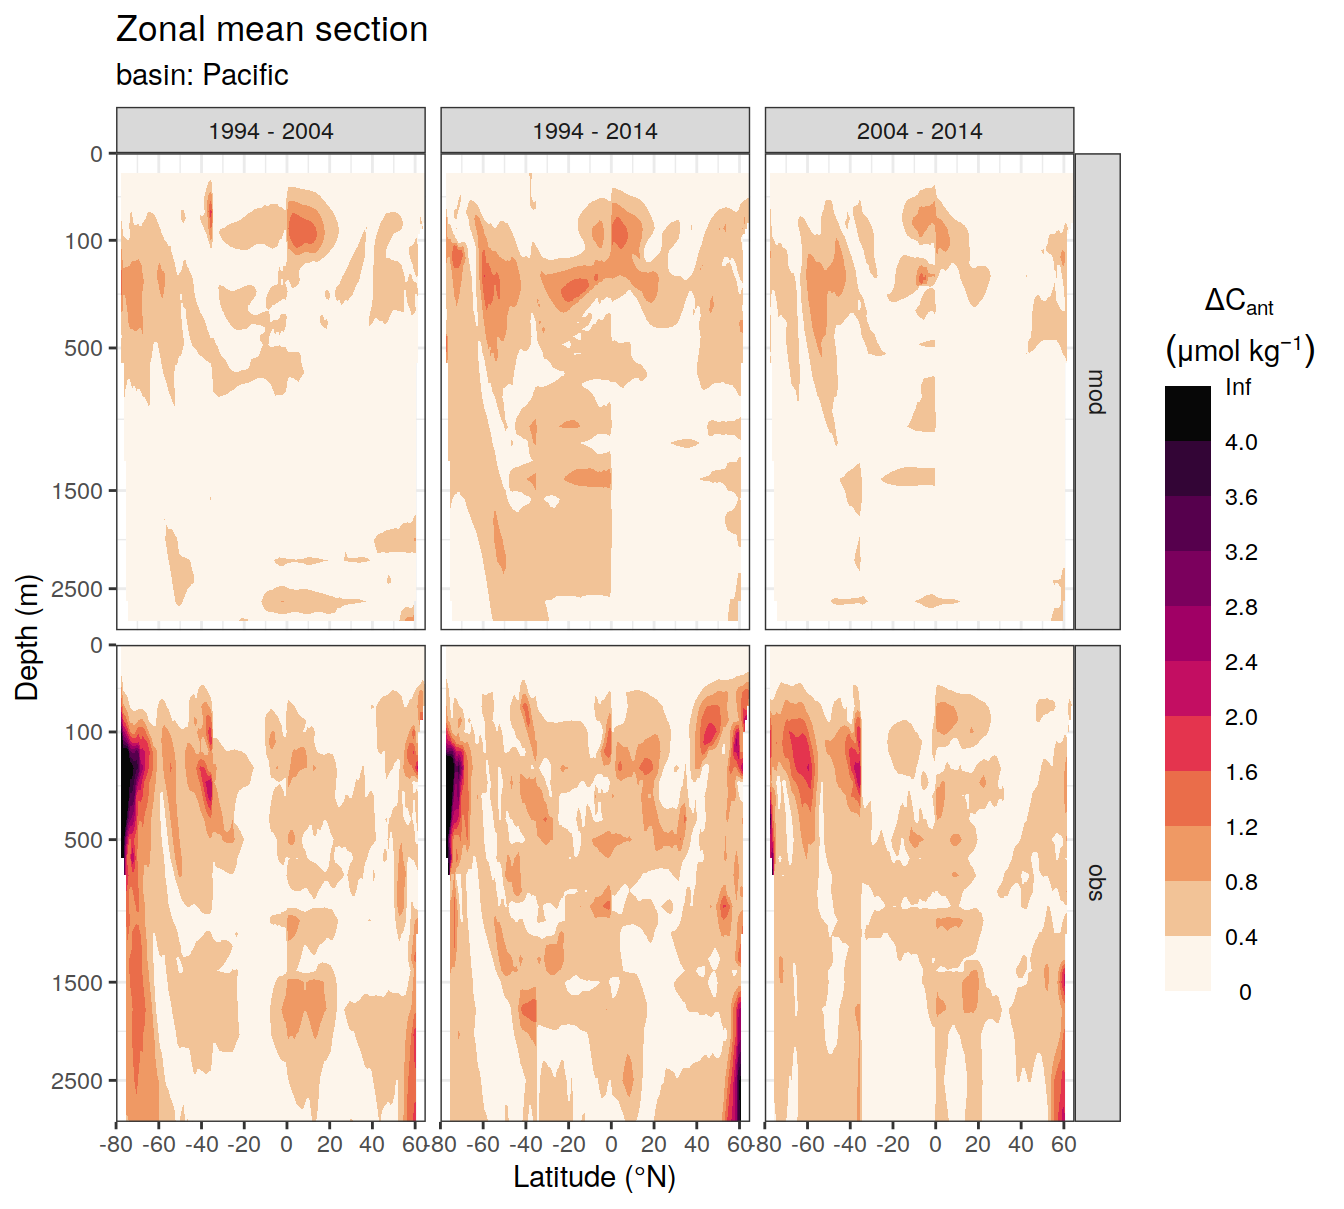 Zonal mean section
basin: Pacific
1994 - 2004
1994 - 2014
2004 - 2014
0
100
500
1500
2500
mod
0
100
500
1500
2500
obs
Depth (m)
-80 -60 -40 -20 0 20 40 60
-80 -60 -40 -20 0 20 40 60
-80 -60 -40 -20 0 20 40 60
Latitude (°N)
ΔCant
(μmol kg⁻¹)
Inf
4.0
3.6
3.2
2.8
2.4
2.0
1.6
1.2
0.8
0.4
0